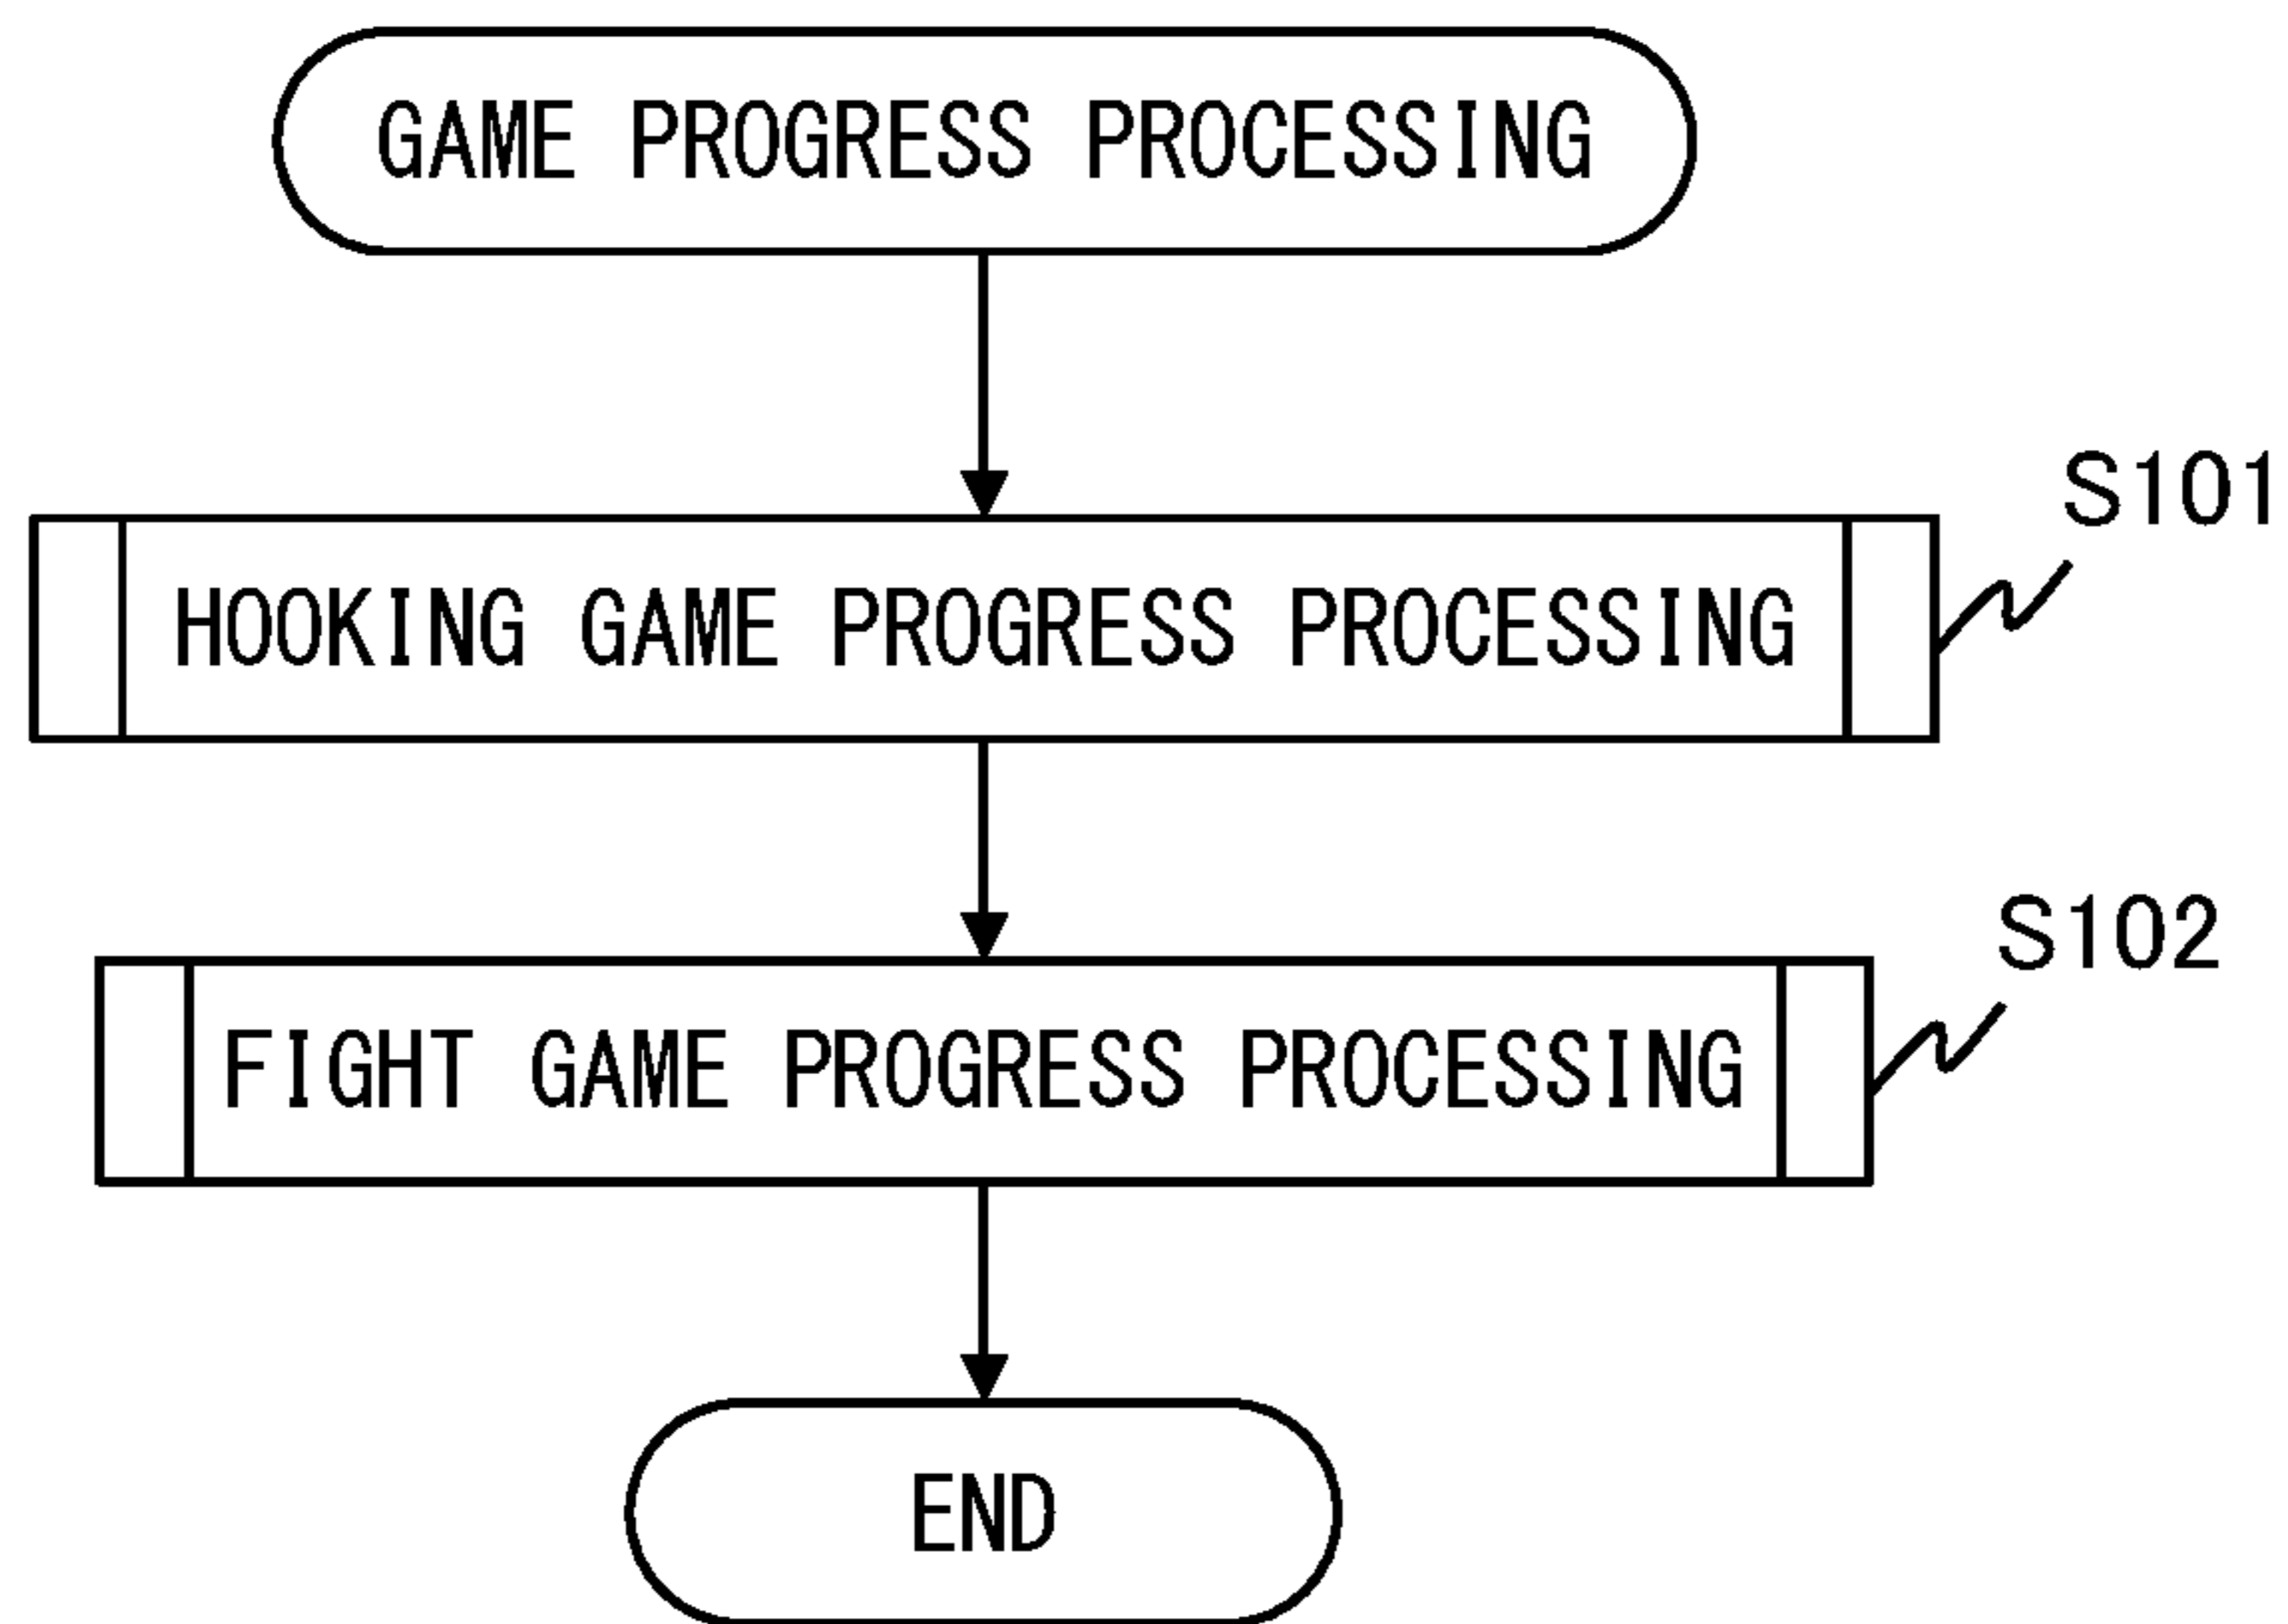 GAME PROGRESS PROCESSING
S101
HOOKING GAME PROGRESS PROCESSING
S102
FIGHT GAME PROGRESS PROCESSING
END